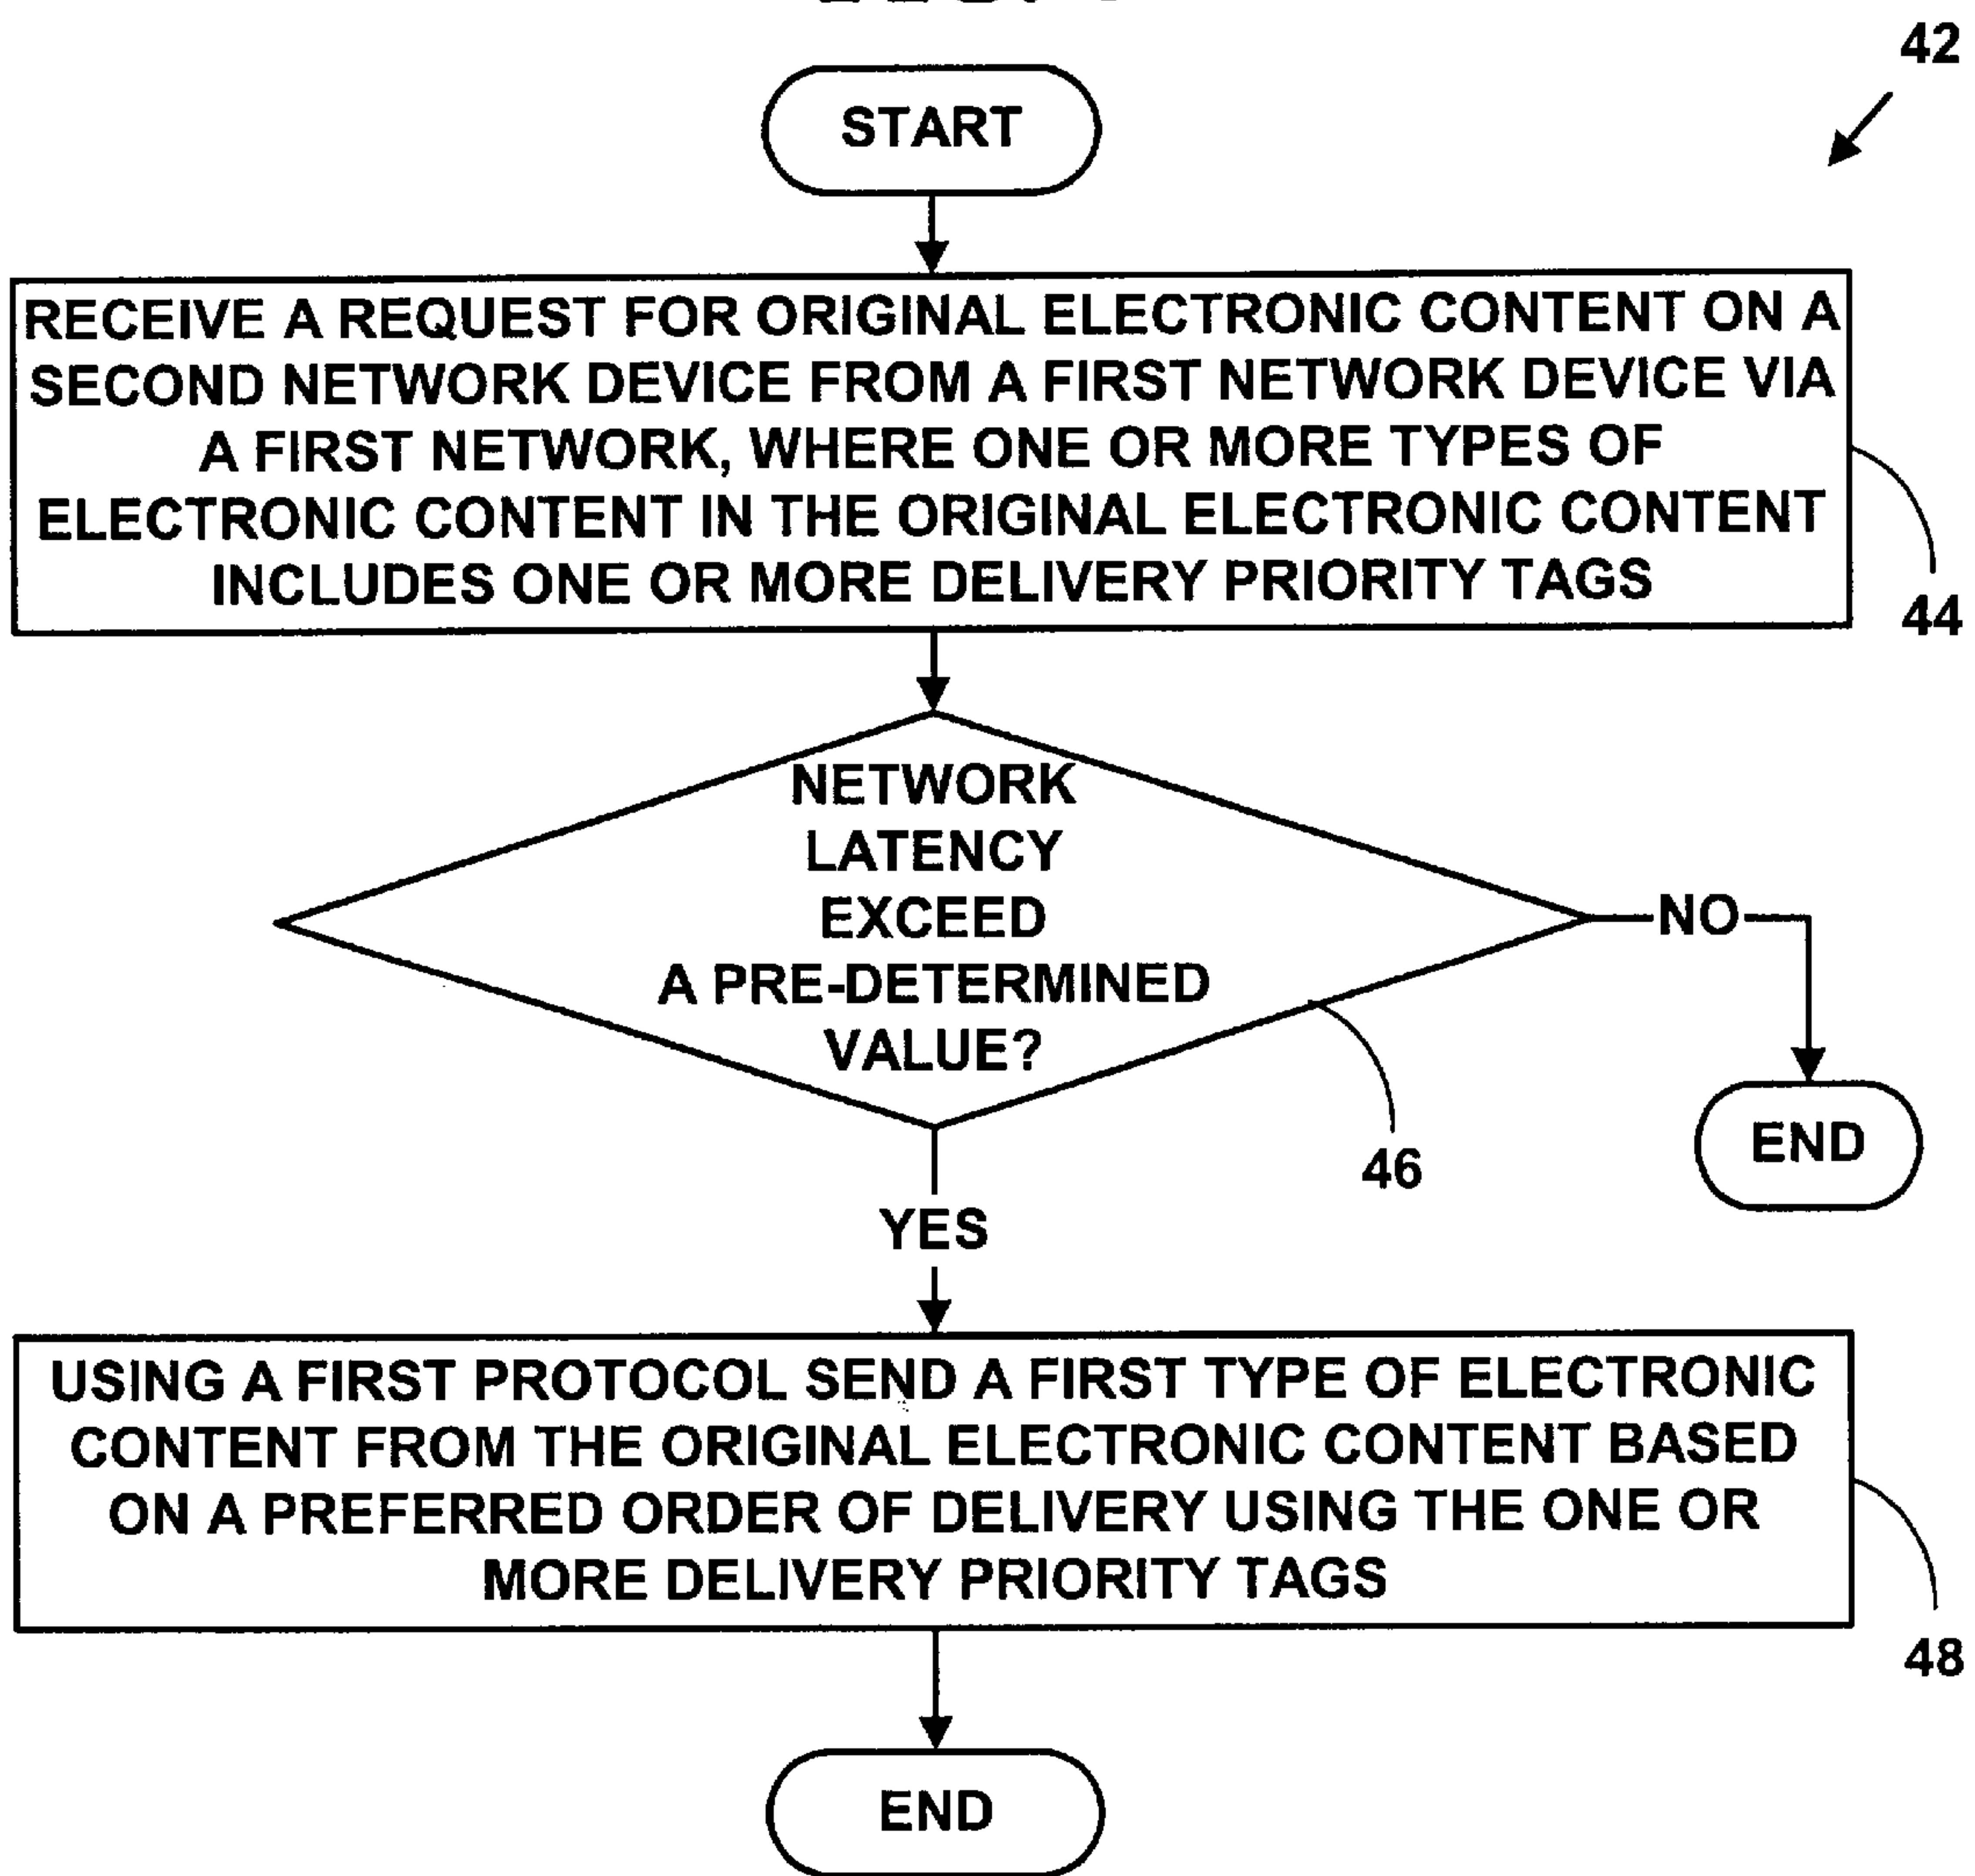 42
START
RECEIVE A REQUEST FOR ORIGINAL ELECTRONIC CONTENT ON A
SECOND NETWORK DEVICE FROM A FIRST NETWORK DEVICE VIA
A FIRST NETWORK, WHERE ONE OR MORE TYPES OF
ELECTRONIC CONTENT IN THE ORIGINAL ELECTRONIC CONTENT
INCLUDES ONE OR MORE DELIVERY PRIORITY TAGS
44
NETWORK
LATENCY
EXCEED
A PRE-DETERMINED
VALUE?
NO
END
46
YES
USING A FIRST PROTOCOL SEND A FIRST TYPE OF ELECTRONIC
CONTENT FROM THE ORIGINAL ELECTRONIC CONTENT BASED
ON A PREFERRED ORDER OF DELIVERY USING THE ONE OR
MORE DELIVERY PRIORITY TAGS
48
END